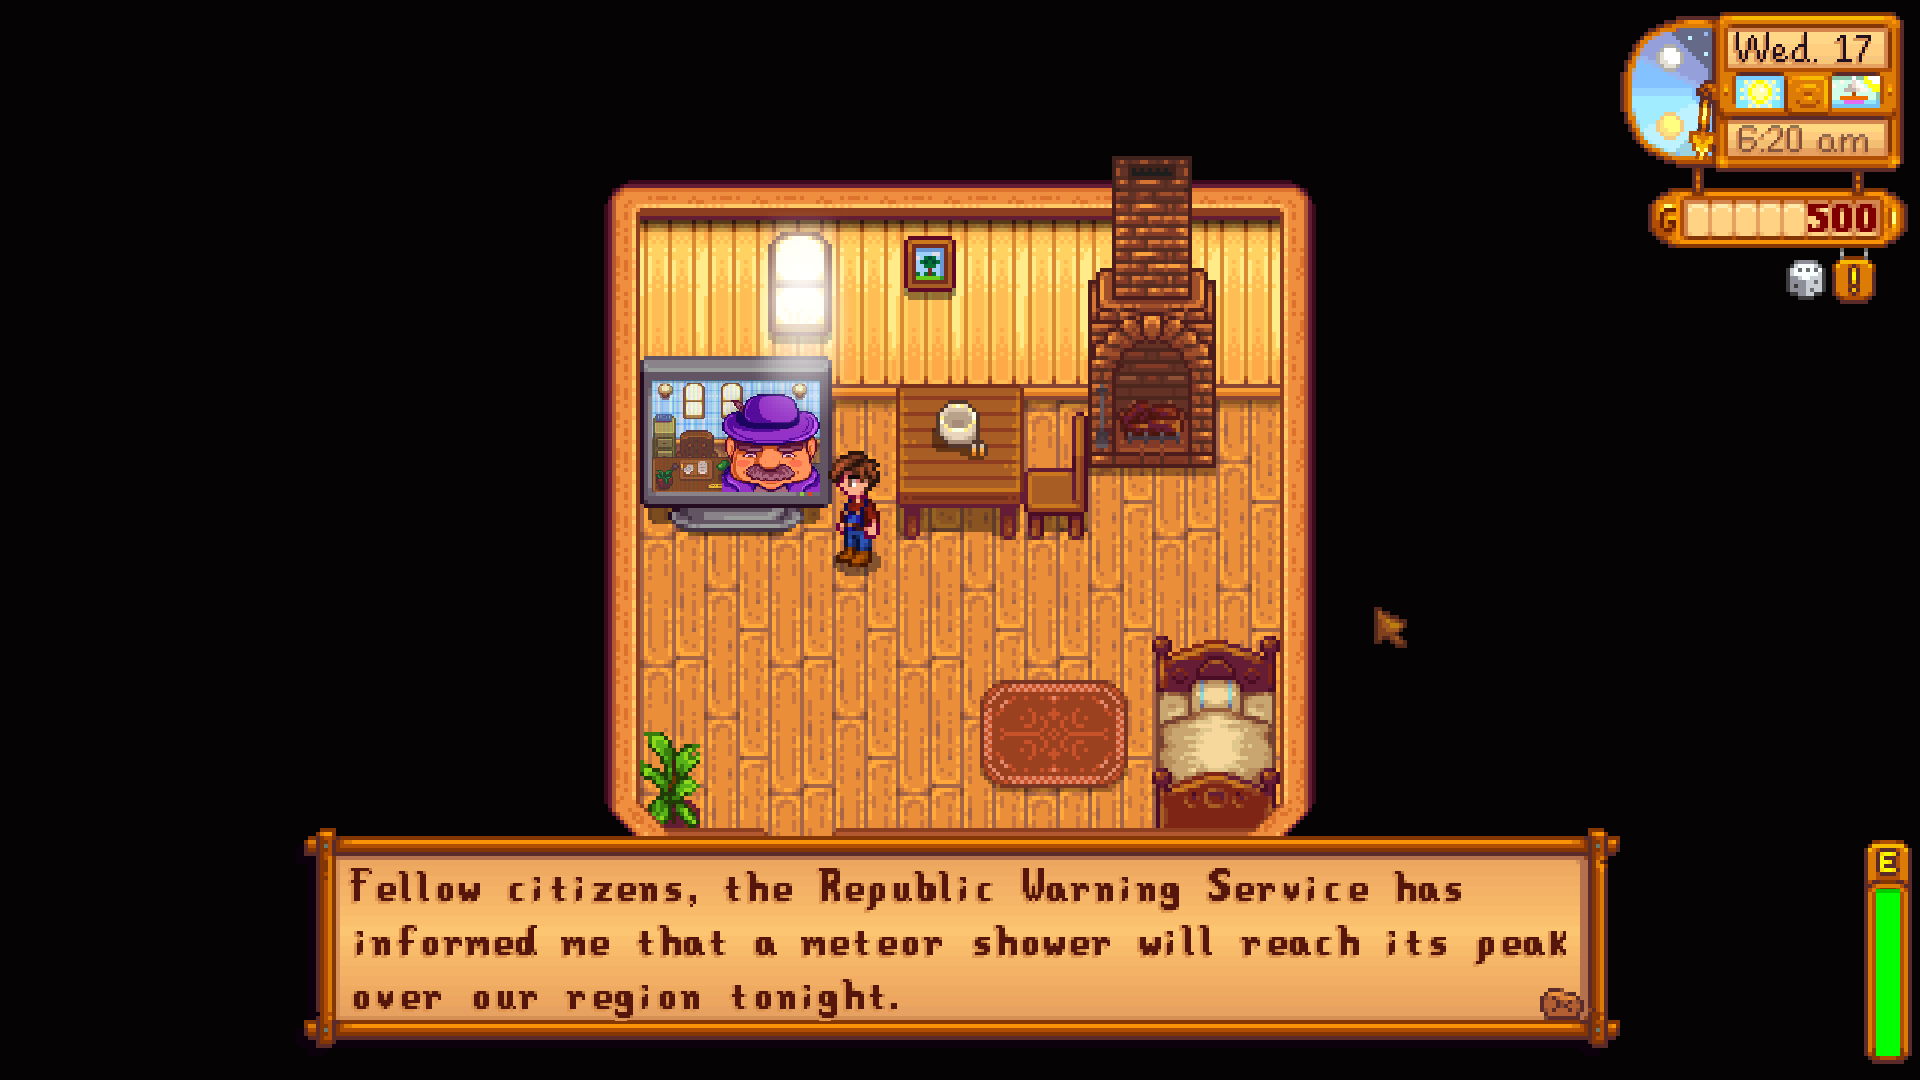 Wed. 17
6:20 am
500
!
Fellow citizens, the Republic Warning Service has
informed me that a meteor shower will reach its peak
over our region tonight.
E